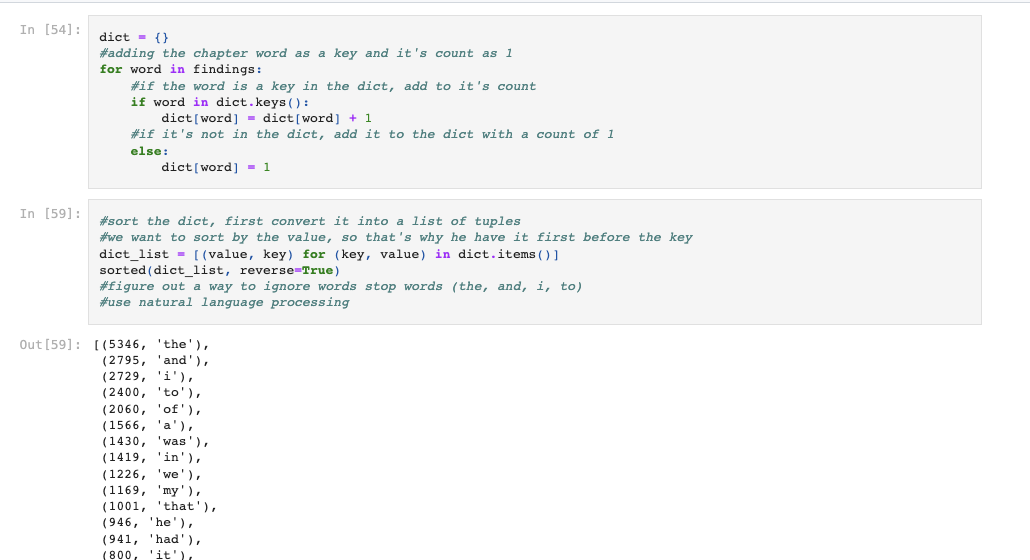 In [54]:
dict = {}
#adding the chapter word as a key and it's count as 1
for word in findings:
    #if the word is a key in the dict, add to it's count
    if word in dict.keys():
        dict[word] = dict[word] + 1
    #if it's not in the dict, add it to the dict with a count of 1
    else:
        dict[word] = 1
In [59]:
#sort the dict, first convert it into a list of tuples
#we want to sort by the value, so that's why he have it first before the key
dict_list = [(value, key) for (key, value) in dict.items()]
sorted(dict_list, reverse=True)
#figure out a way to ignore words stop words (the, and, i, to)
#use natural language processing
Out[59]: [(5346, 'the'),
(2795, 'and'),
(2729, 'i'),
(2400, 'to'),
(2060, 'of'),
(1566, 'a'),
(1430, 'was'),
(1419, 'in'),
(1226, 'we'),
(1169, 'my'),
(1001, 'that'),
(946, 'he'),
(941, 'had'),
(800, 'it'),